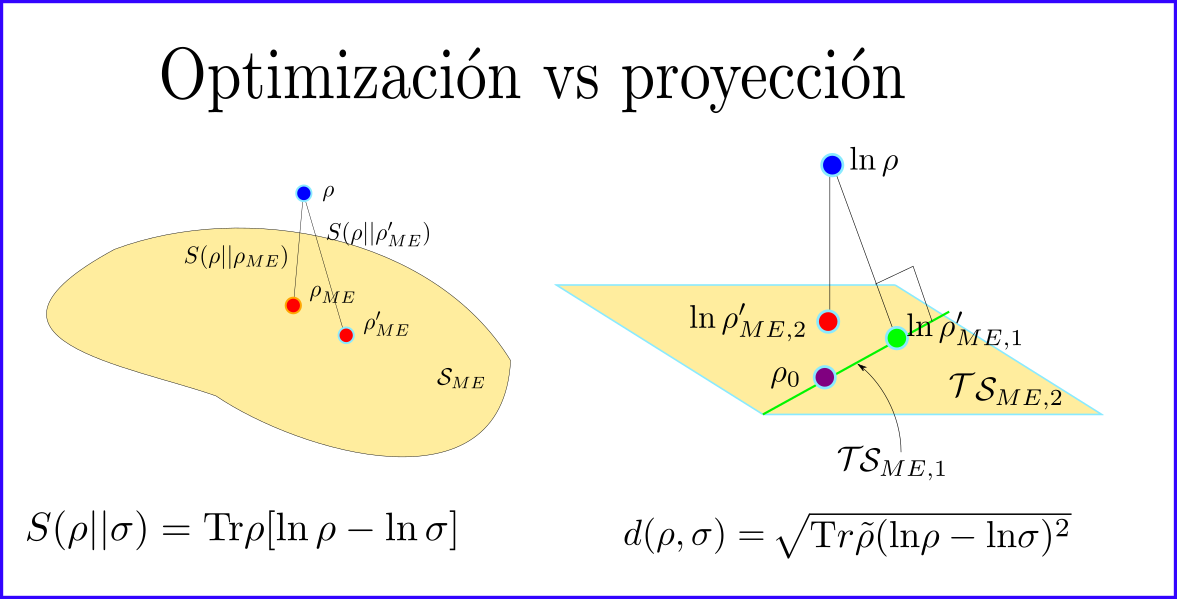 Optimización vs proyección
ρ
S(ρ||ρ′_{ME})
S(ρ||ρ_{ME})
ρ_{ME}
ρ′_{ME}
𝒮_{ME}
S(ρ||σ) = Trρ[ln ρ − ln σ]
ln ρ
ln ρ′_{ME,2}
ln ρ′_{ME,1}
ρ₀
𝒯𝒮_{ME,2}
𝒯𝒮_{ME,1}
d(ρ, σ) = √(Trρ̃(lnρ − lnσ)²)